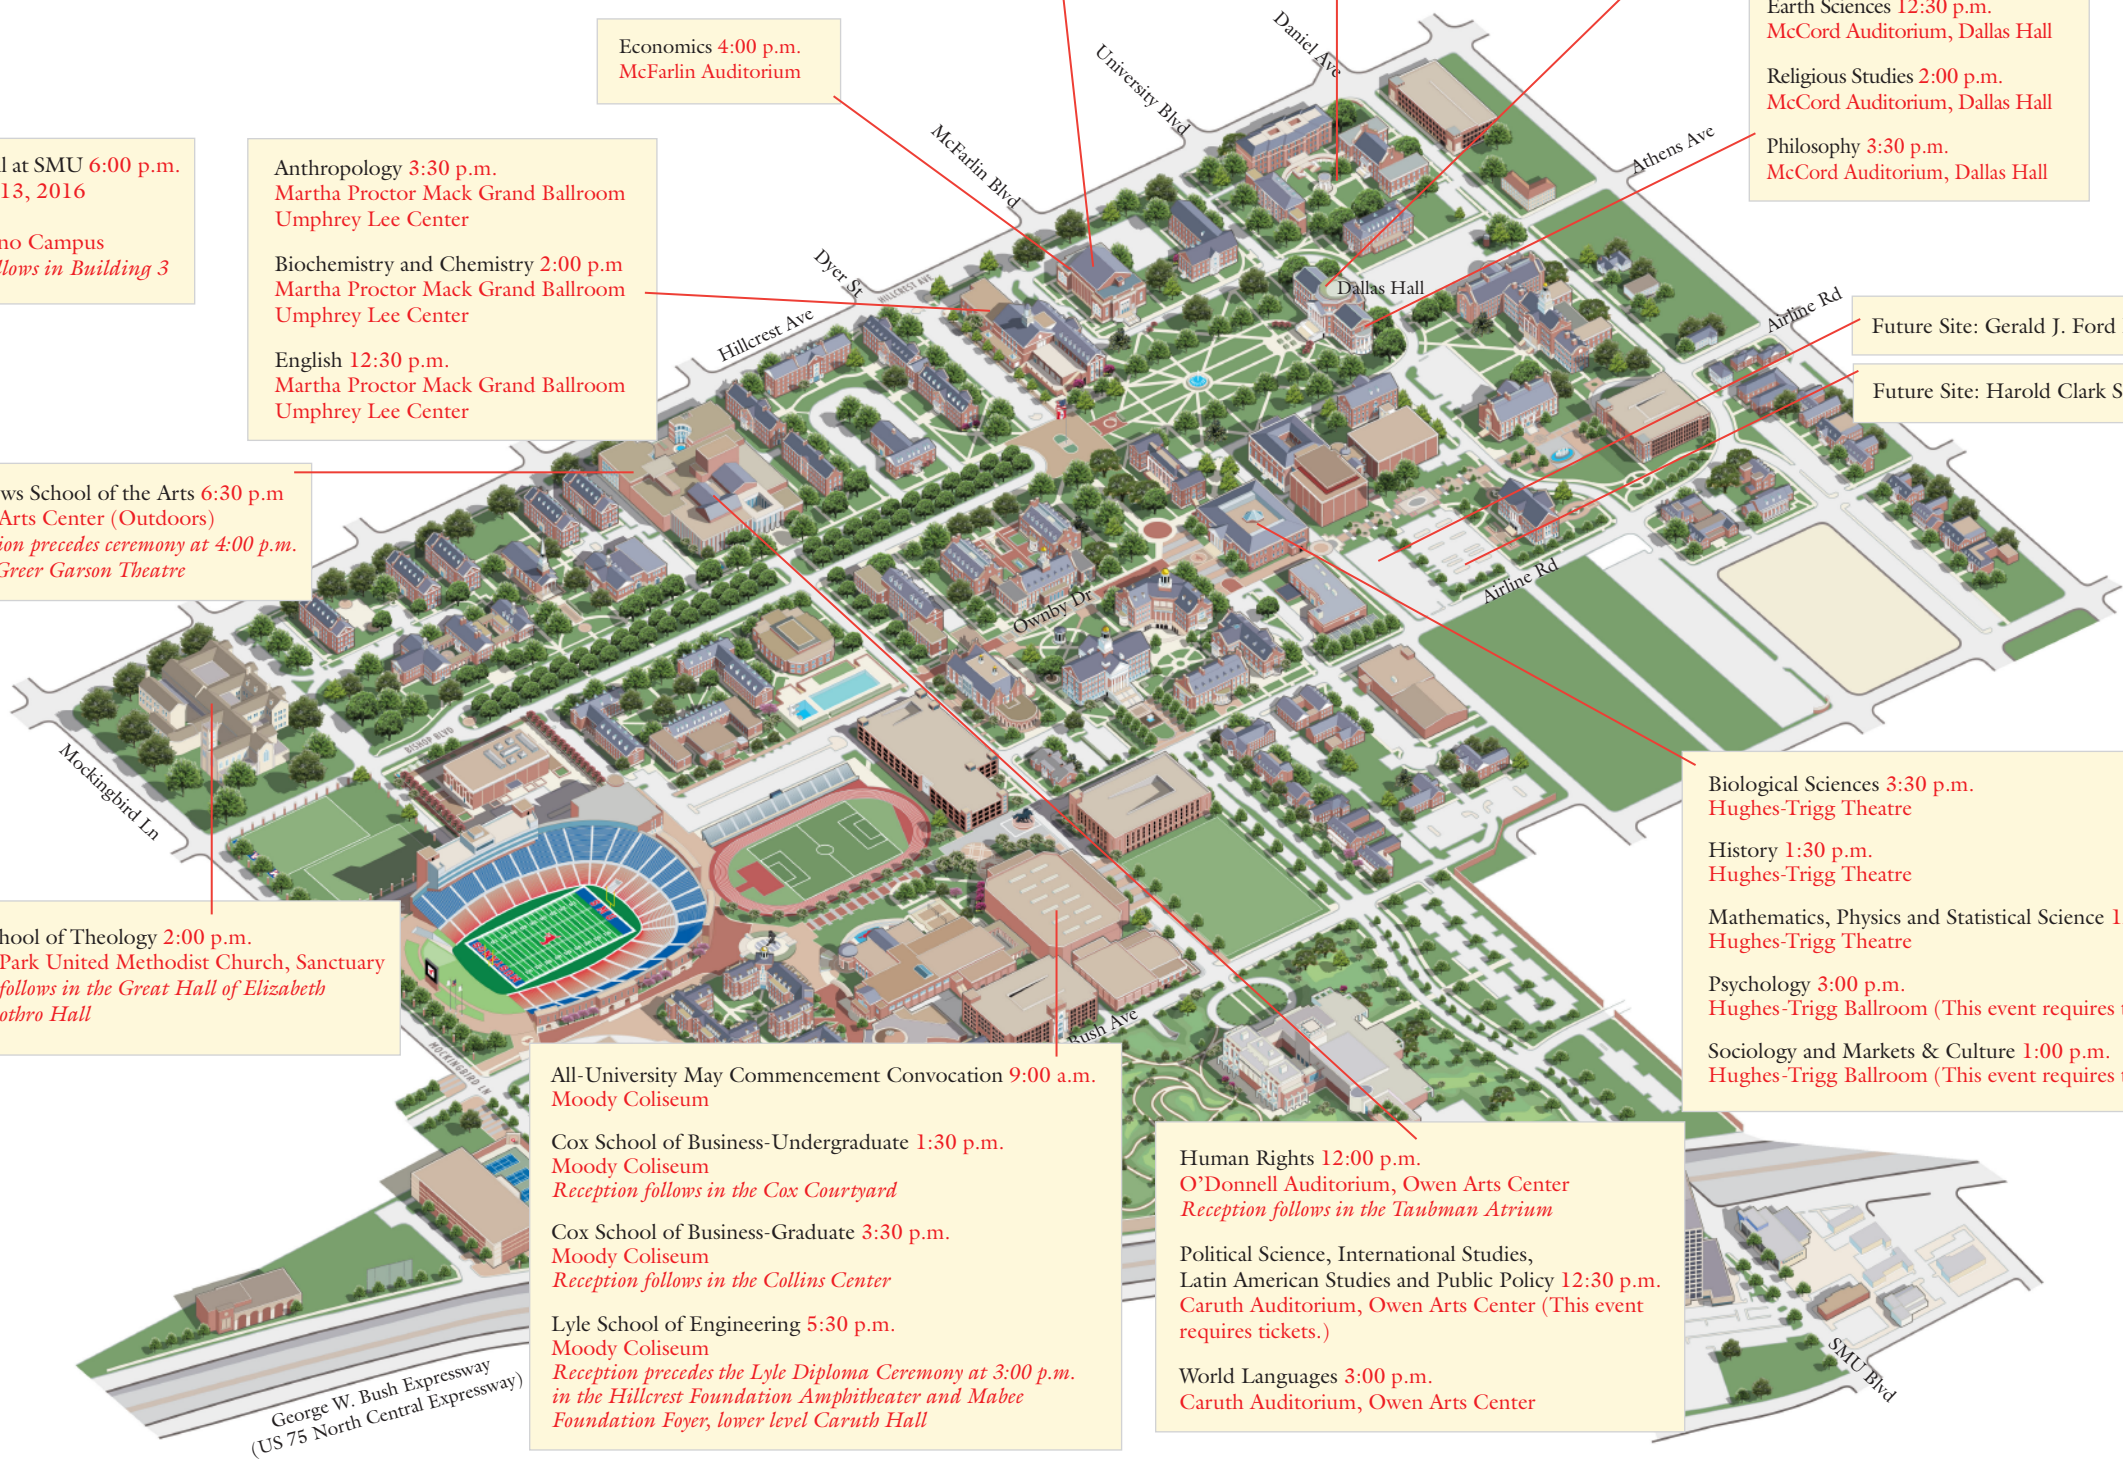 Economics 4:00 p.m.
McFarlin Auditorium
Earth Sciences 12:30 p.m.
McCord Auditorium, Dallas Hall
Religious Studies 2:00 p.m.
McCord Auditorium, Dallas Hall
Philosophy 3:30 p.m.
McCord Auditorium, Dallas Hall
Daniel Ave
University Blvd
McFarlin Blvd
Athens Ave
at SMU 6:00 p.m.
13, 2016
Campus
in Building 3
Anthropology 3:30 p.m.
Martha Proctor Mack Grand Ballroom
Umphrey Lee Center
Biochemistry and Chemistry 2:00 p.m
Martha Proctor Mack Grand Ballroom
Umphrey Lee Center
English 12:30 p.m.
Martha Proctor Mack Grand Ballroom
Umphrey Lee Center
Dyer St
HILLCREST AVE
Hillcrest Ave
Dallas Hall
Airline Rd
Future Site: Gerald J. Ford
Future Site: Harold Clark S
ws School of the Arts 6:30 p.m
Arts Center (Outdoors)
ion precedes ceremony at 4:00 p.m.
Greer Garson Theatre
Airline Rd
Ownby Dr
BISHOP BLVD
Mockingbird Ln
Biological Sciences 3:30 p.m.
Hughes-Trigg Theatre
History 1:30 p.m.
Hughes-Trigg Theatre
Mathematics, Physics and Statistical Science 1
Hughes-Trigg Theatre
Psychology 3:00 p.m.
Hughes-Trigg Ballroom (This event requires t
Sociology and Markets & Culture 1:00 p.m.
Hughes-Trigg Ballroom (This event requires t
hool of Theology 2:00 p.m.
Park United Methodist Church, Sanctuary
follows in the Great Hall of Elizabeth
othro Hall
SMU
MOCKINGBIRD LN
Bush Ave
All-University May Commencement Convocation 9:00 a.m.
Moody Coliseum
Cox School of Business-Undergraduate 1:30 p.m.
Moody Coliseum
Reception follows in the Cox Courtyard
Cox School of Business-Graduate 3:30 p.m.
Moody Coliseum
Reception follows in the Collins Center
Lyle School of Engineering 5:30 p.m.
Moody Coliseum
Reception precedes the Lyle Diploma Ceremony at 3:00 p.m.
in the Hillcrest Foundation Amphitheater and Mabee
Foundation Foyer, lower level Caruth Hall
Human Rights 12:00 p.m.
O'Donnell Auditorium, Owen Arts Center
Reception follows in the Taubman Atrium
Political Science, International Studies,
Latin American Studies and Public Policy 12:30 p.m.
Caruth Auditorium, Owen Arts Center (This event
requires tickets.)
World Languages 3:00 p.m.
Caruth Auditorium, Owen Arts Center
SMU Blvd
George W. Bush Expressway
(US 75 North Central Expressway)